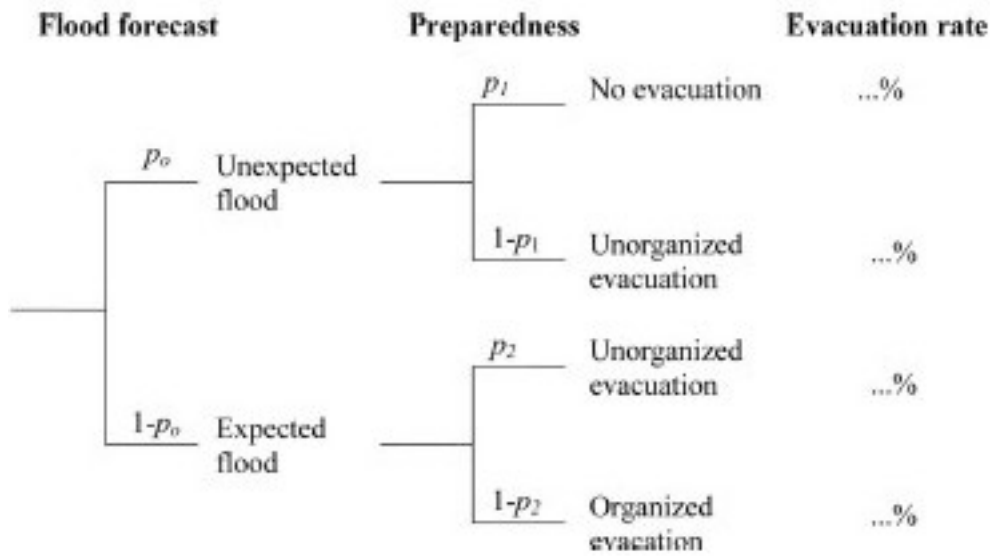 Flood forecast Preparedness Evacuation rate
p1 No evacuation ...%
po Unexpected
flood
1-p1 Unorganized
evacuation ...%
p2 Unorganized
evacuation ...%
1-po Expected
flood
1-p2 Organized
evacation ...%